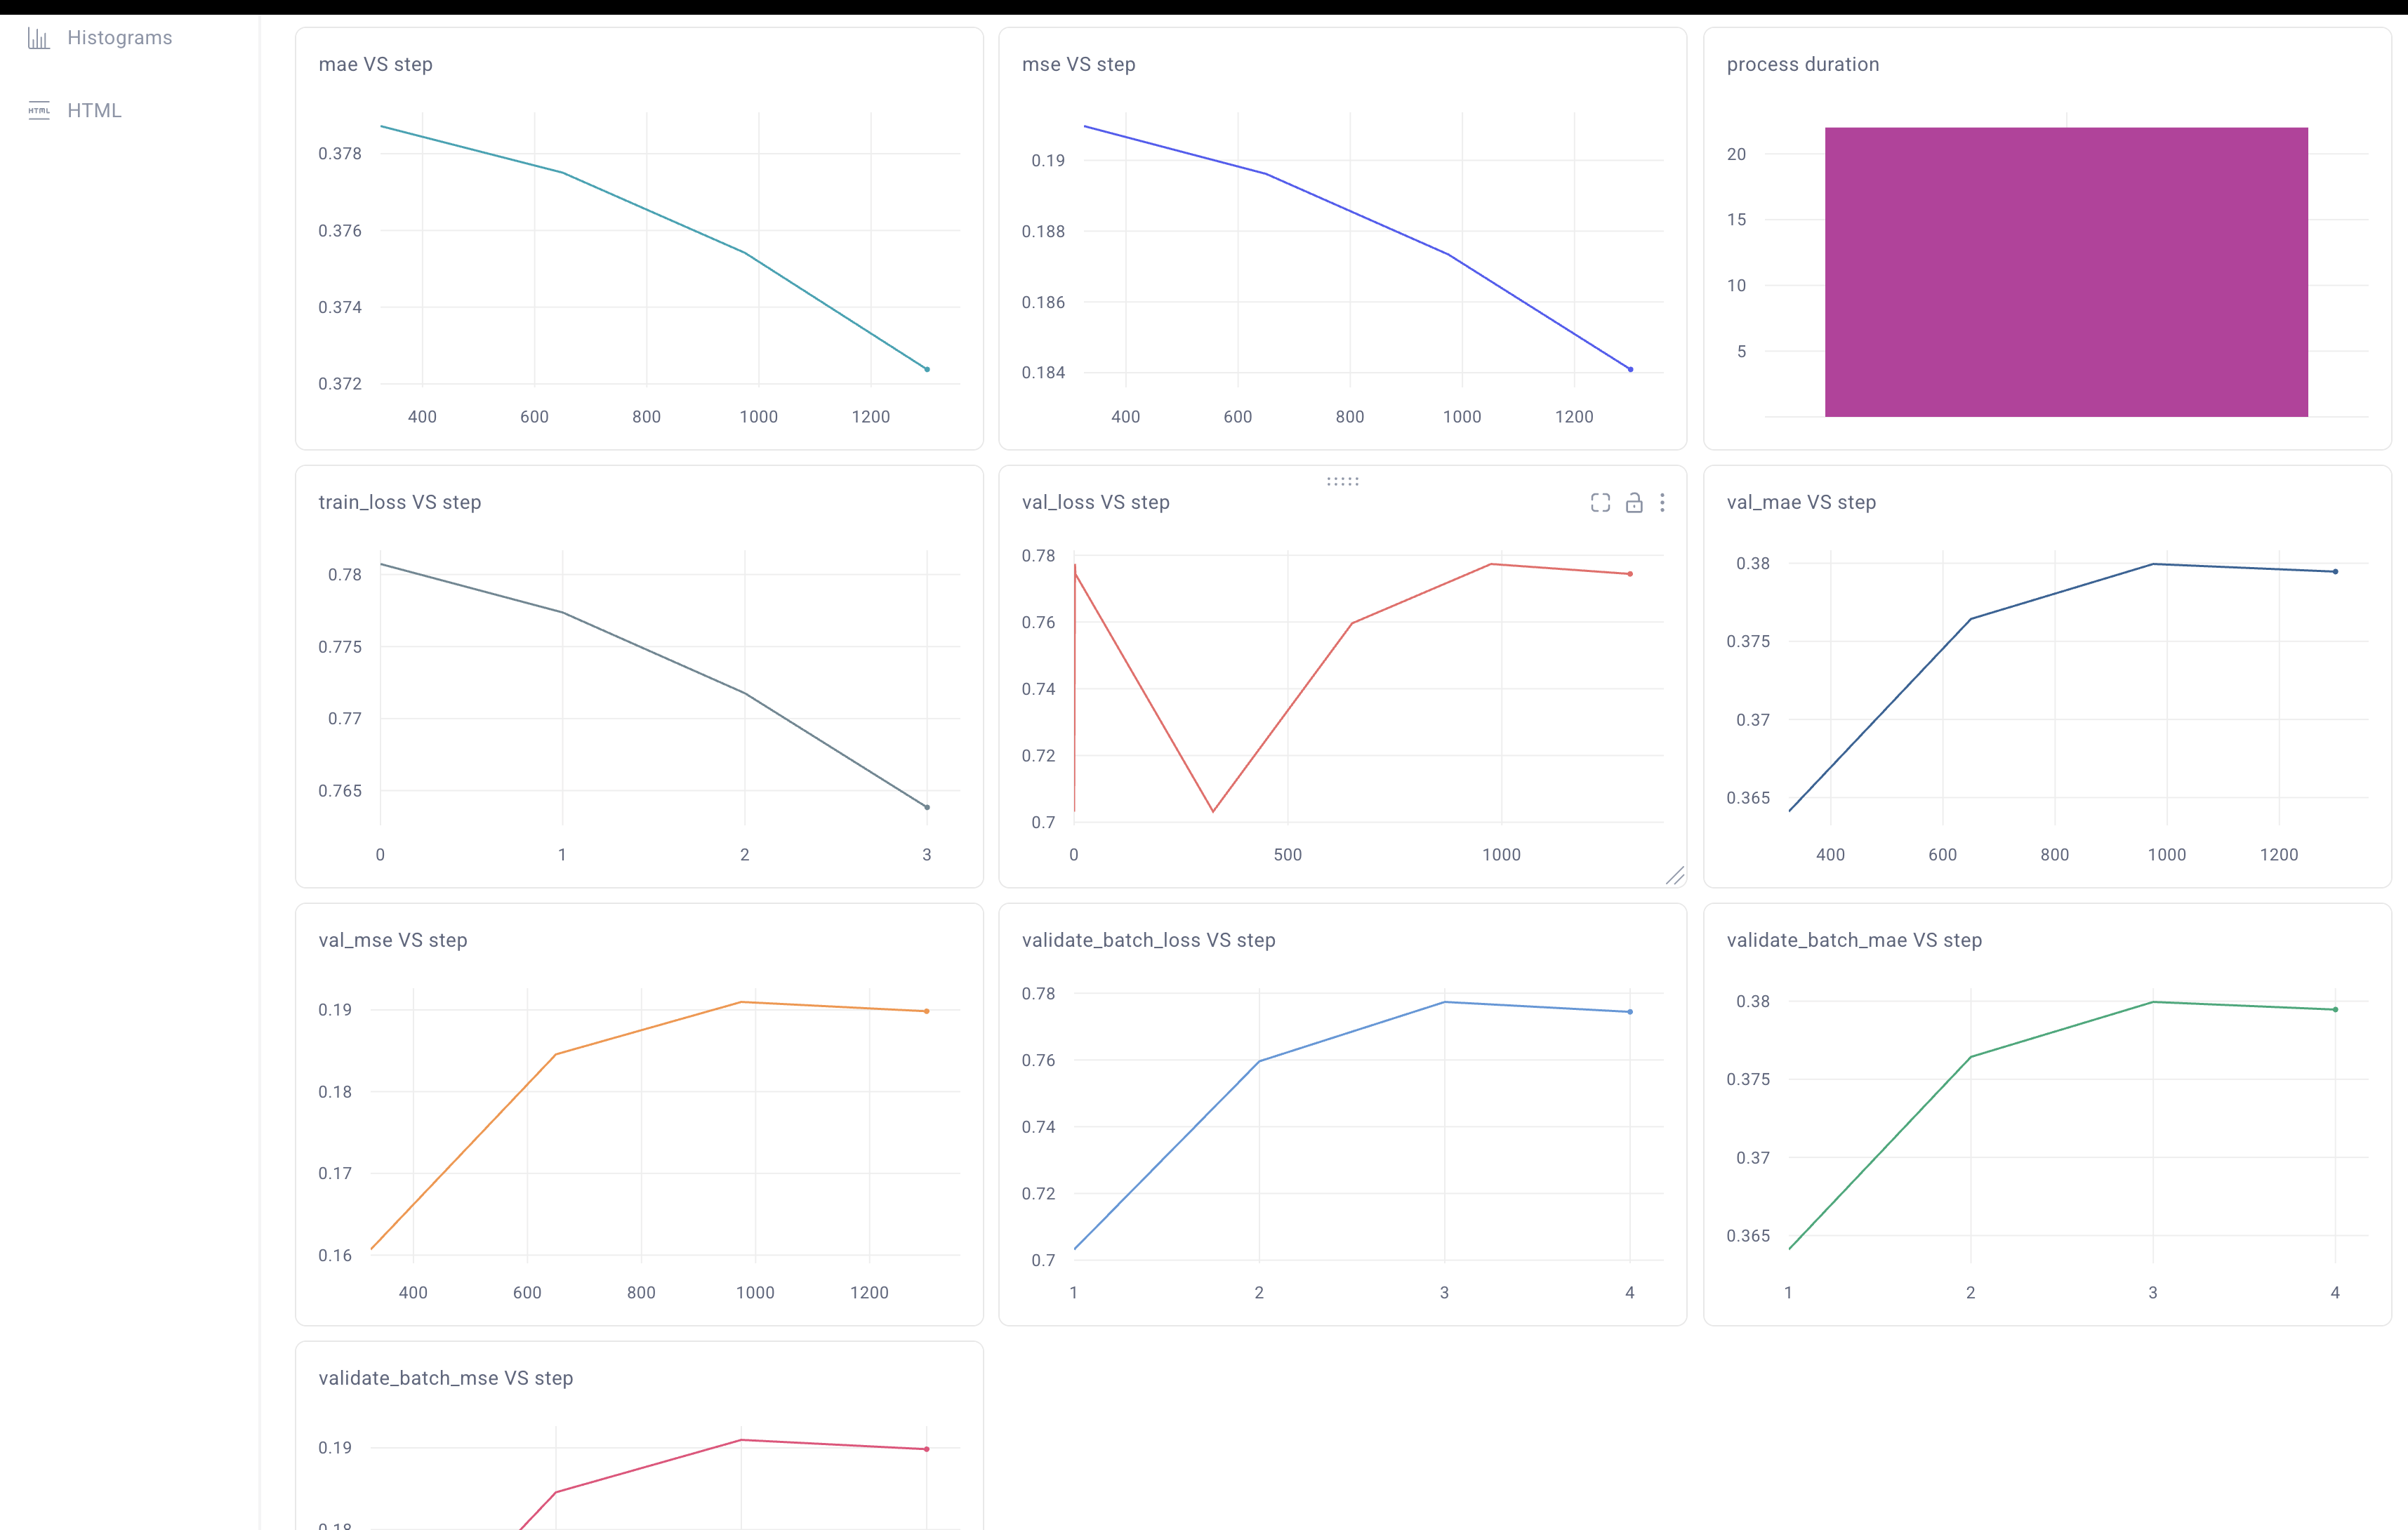 Histograms
HTML
HTML
mae VS step
0.378
0.376
0.374
0.372
400 600 800 1000 1200
mse VS step
0.19
0.188
0.186
0.184
400 600 800 1000 1200
process duration
20
15
10
5
train_loss VS step
0.78
0.775
0.77
0.765
0 1 2 3
val_loss VS step
0.78
0.76
0.74
0.72
0.7
0 500 1000
val_mae VS step
0.38
0.375
0.37
0.365
400 600 800 1000 1200
val_mse VS step
0.19
0.18
0.17
0.16
400 600 800 1000 1200
validate_batch_loss VS step
0.78
0.76
0.74
0.72
0.7
1 2 3 4
validate_batch_mae VS step
0.38
0.375
0.37
0.365
1 2 3 4
validate_batch_mse VS step
0.19
0.18